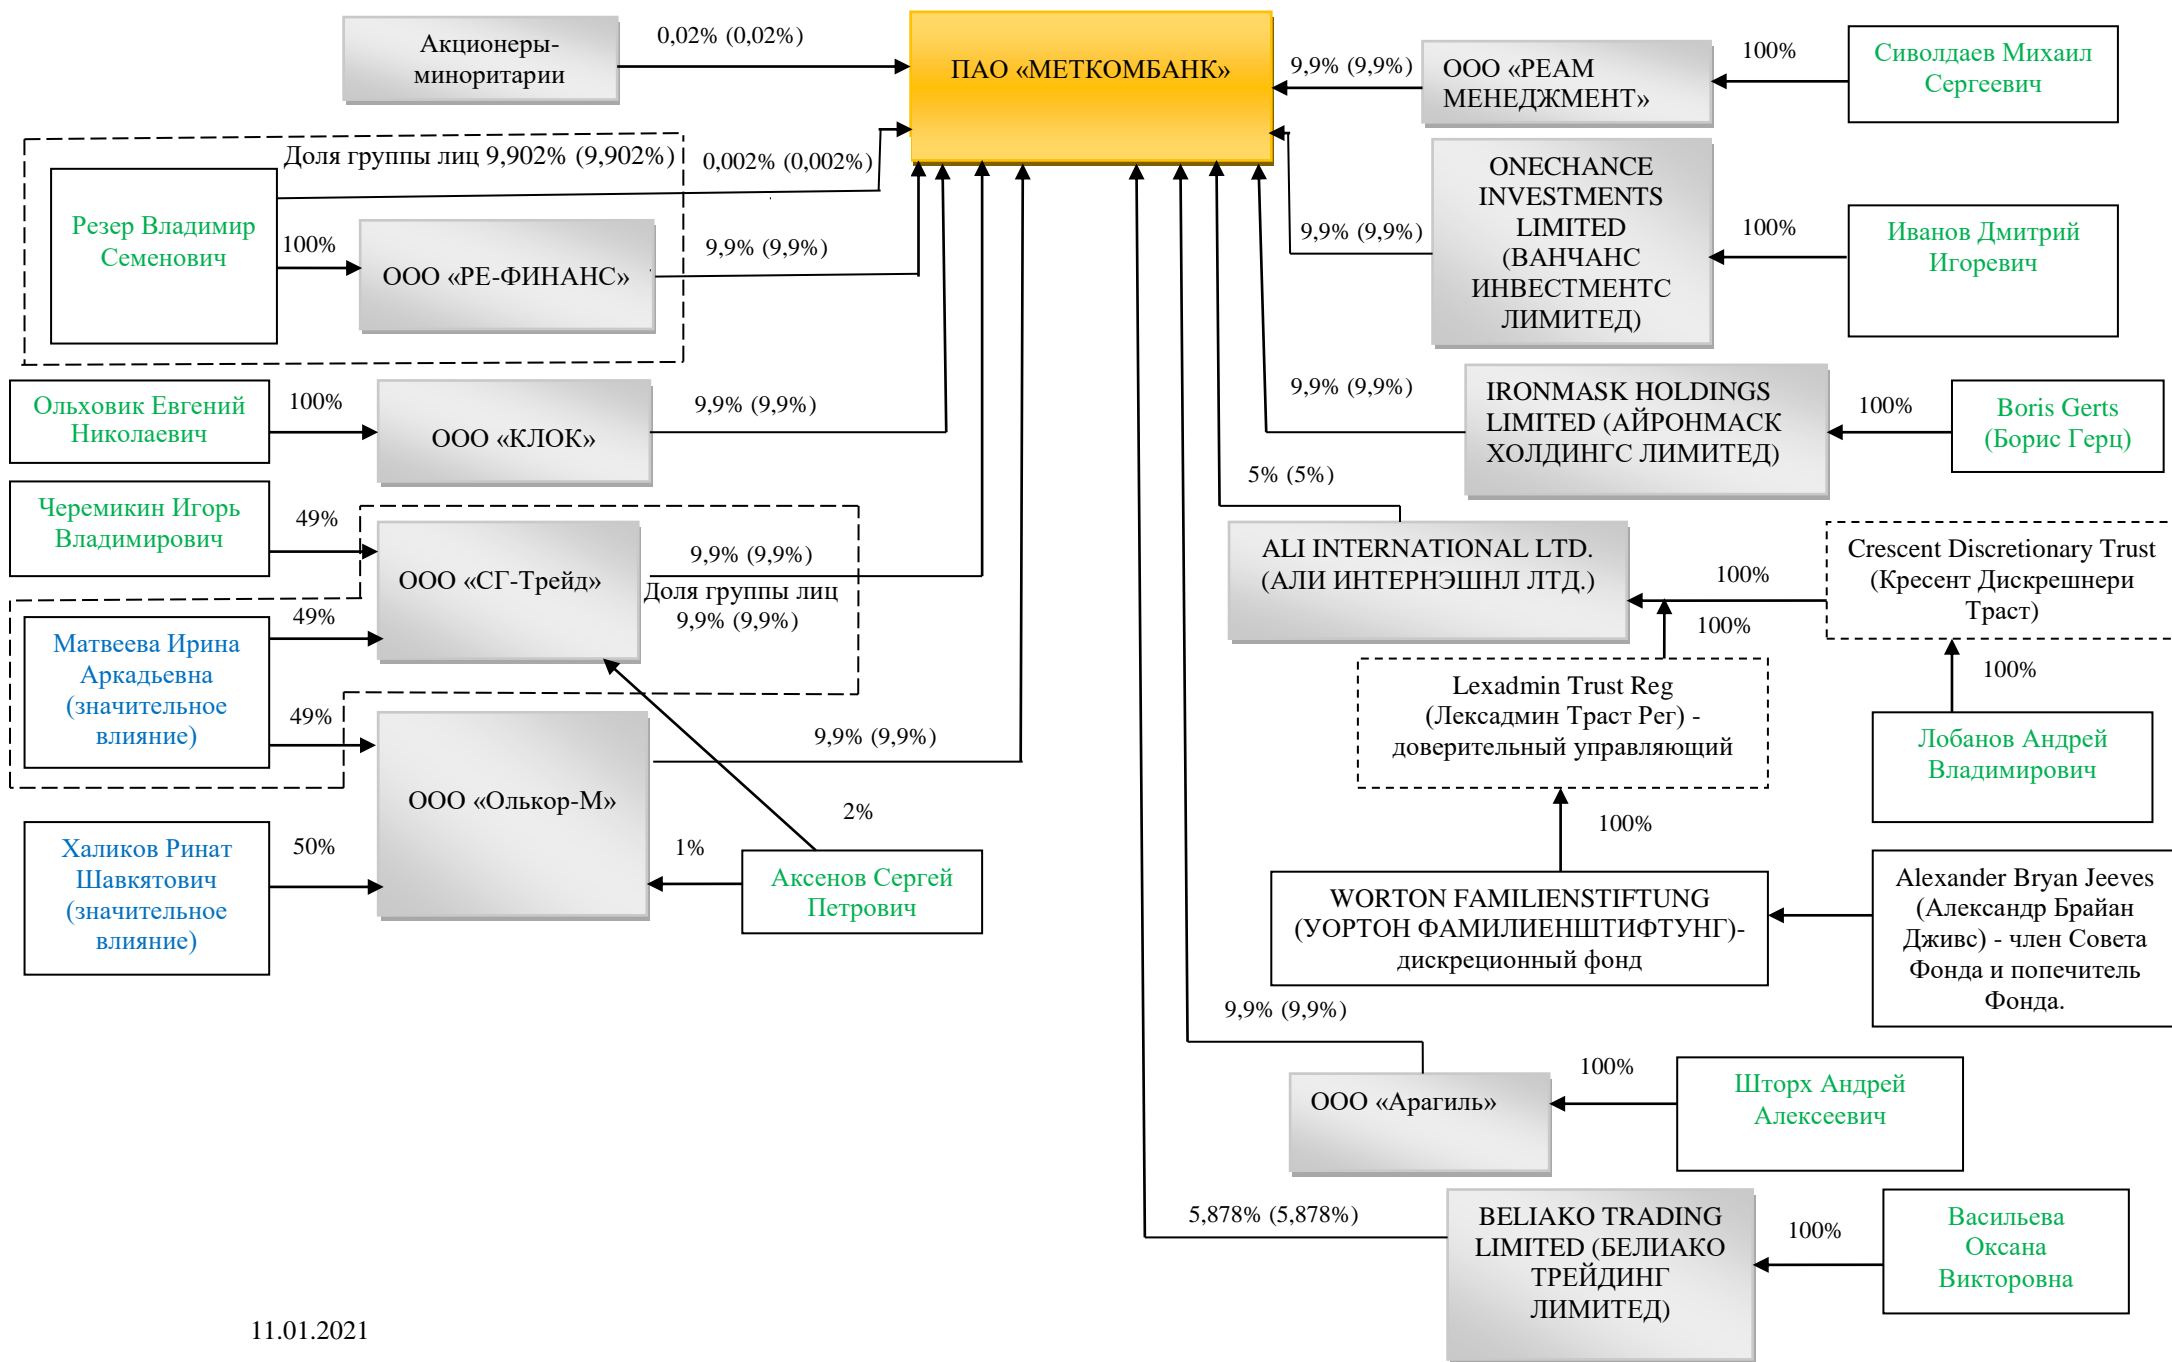 Акционеры-
миноритарии
0,02% (0,02%)
ПАО «МЕТКОМБАНК»
9,9% (9,9%)
ООО «РЕАМ
МЕНЕДЖМЕНТ»
100%
Сиволдаев Михаил
Сергеевич
Доля группы лиц 9,902% (9,902%)
0,002% (0,002%)
Резер Владимир
Семенович
100%
ООО «РЕ-ФИНАНС»
9,9% (9,9%)
9,9% (9,9%)
ONECHANCE
INVESTMENTS
LIMITED
(ВАНЧАНС
ИНВЕСТМЕНТС
ЛИМИТЕД)
100%
Иванов Дмитрий
Игоревич
Ольховик Евгений
Николаевич
100%
ООО «КЛОК»
9,9% (9,9%)
9,9% (9,9%)
IRONMASK HOLDINGS
LIMITED (АЙРОНМАСК
ХОЛДИНГС ЛИМИТЕД)
100%
Boris Gerts
(Борис Герц)
Черемикин Игорь
Владимирович
49%
ООО «СГ-Трейд»
9,9% (9,9%)
Доля группы лиц
9,9% (9,9%)
5% (5%)
ALI INTERNATIONAL LTD.
(АЛИ ИНТЕРНЭШНЛ ЛТД.)
100%
Crescent Discretionary Trust
(Кресент Дискрешнери
Траст)
100%
Матвеева Ирина
Аркадьевна
(значительное
влияние)
49%
49%
Lexadmin Trust Reg
(Лексадмин Траст Рег) -
доверительный управляющий
100%
Лобанов Андрей
Владимирович
ООО «Олькор-М»
9,9% (9,9%)
2%
100%
Халиков Ринат
Шавкятович
(значительное
влияние)
50%
1%
Аксенов Сергей
Петрович
WORTON FAMILIENSTIFTUNG
(УОРТОН ФАМИЛИЕНШТИФТУНГ)-
дискреционный фонд
Alexander Bryan Jeeves
(Александр Брайан
Дживс) - член Совета
Фонда и попечитель
Фонда.
9,9% (9,9%)
ООО «Арагиль»
100%
Шторх Андрей
Алексеевич
5,878% (5,878%)
BELIAKO TRADING
LIMITED (БЕЛИАКО
ТРЕЙДИНГ
ЛИМИТЕД)
100%
Васильева
Оксана
Викторовна
11.01.2021